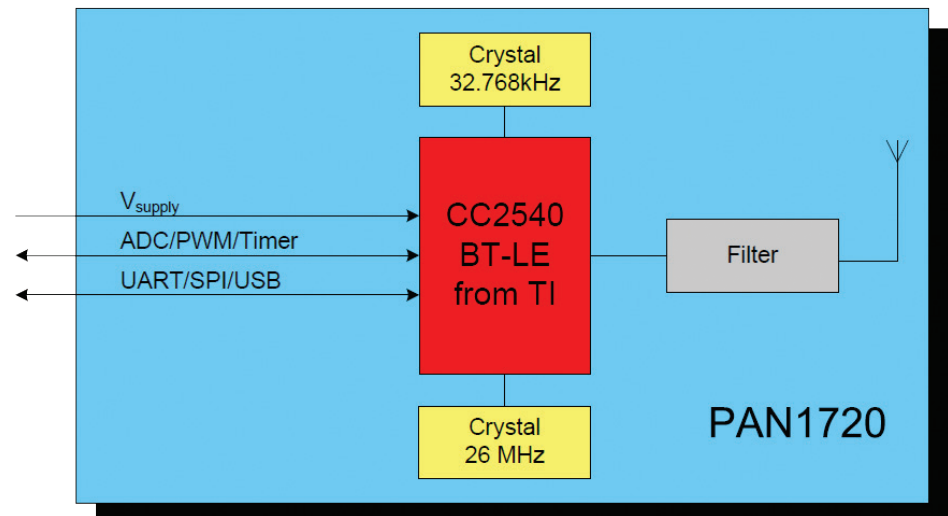 Crystal
32.768kHz
Vsupply
ADC/PWM/Timer
UART/SPI/USB
CC2540
BT-LE
from TI
Filter
Crystal
26 MHz
PAN1720